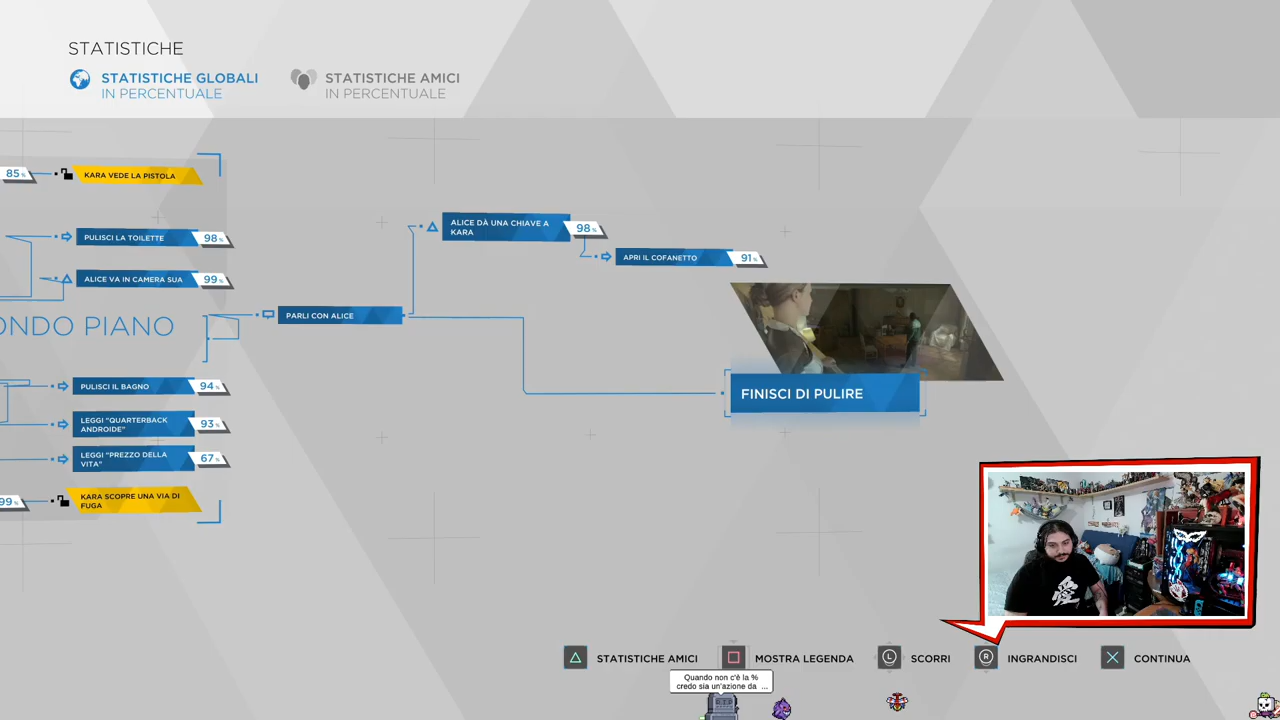 STATISTICHE
STATISTICHE GLOBALI
IN PERCENTUALE
STATISTICHE AMICI
IN PERCENTUALE
85%
KARA VEDE LA PISTOLA
PULISCI LA TOILETTE
98%
ALICE VA IN CAMERA SUA
99%
ONDO PIANO
PULISCI IL BAGNO
94%
LEGGI "QUARTERBACK
ANDROIDE"
93%
LEGGI "PREZZO DELLA
VITA"
67%
99%
KARA SCOPRE UNA VIA DI
FUGA
PARLI CON ALICE
ALICE DÀ UNA CHIAVE A
KARA
98%
APRI IL COFANETTO
91%
FINISCI DI PULIRE
愛
STATISTICHE AMICI
MOSTRA LEGENDA
L
SCORRI
R
INGRANDISCI
CONTINUA
Quando non c'è la %
credo sia un'azione da ...